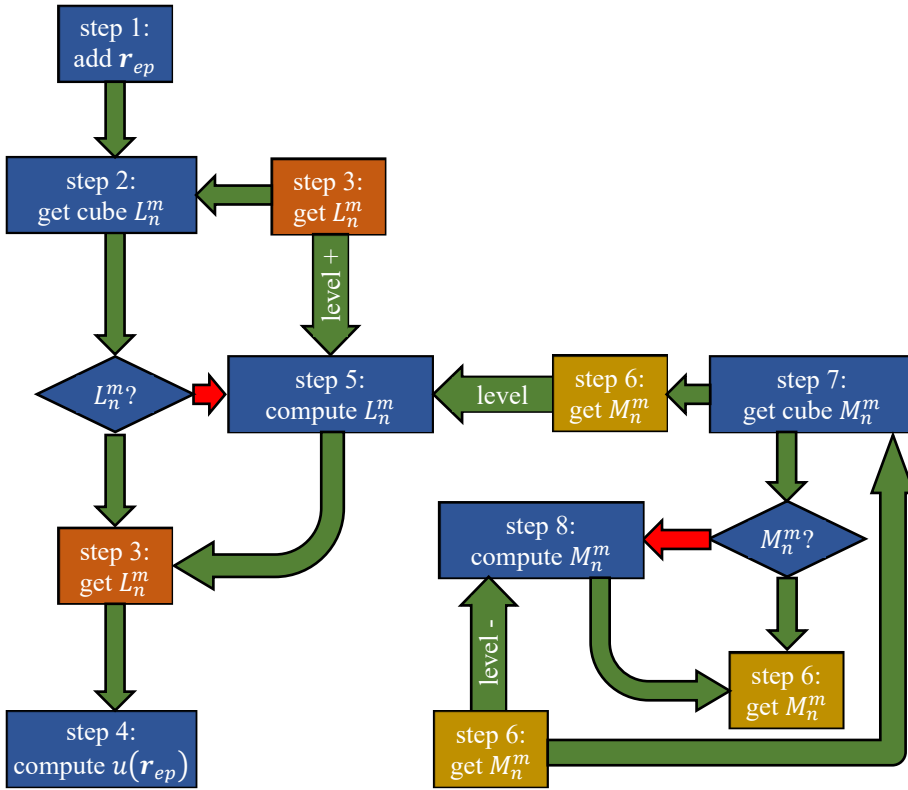 step 1:
add r_ep
step 2:
get cube L_n^m
step 3:
get L_n^m
level +
L_n^m?
step 5:
compute L_n^m
level
step 6:
get M_n^m
step 7:
get cube M_n^m
step 8:
compute M_n^m
M_n^m?
step 3:
get L_n^m
level -
step 6:
get M_n^m
step 4:
compute u(r_ep)
step 6:
get M_n^m